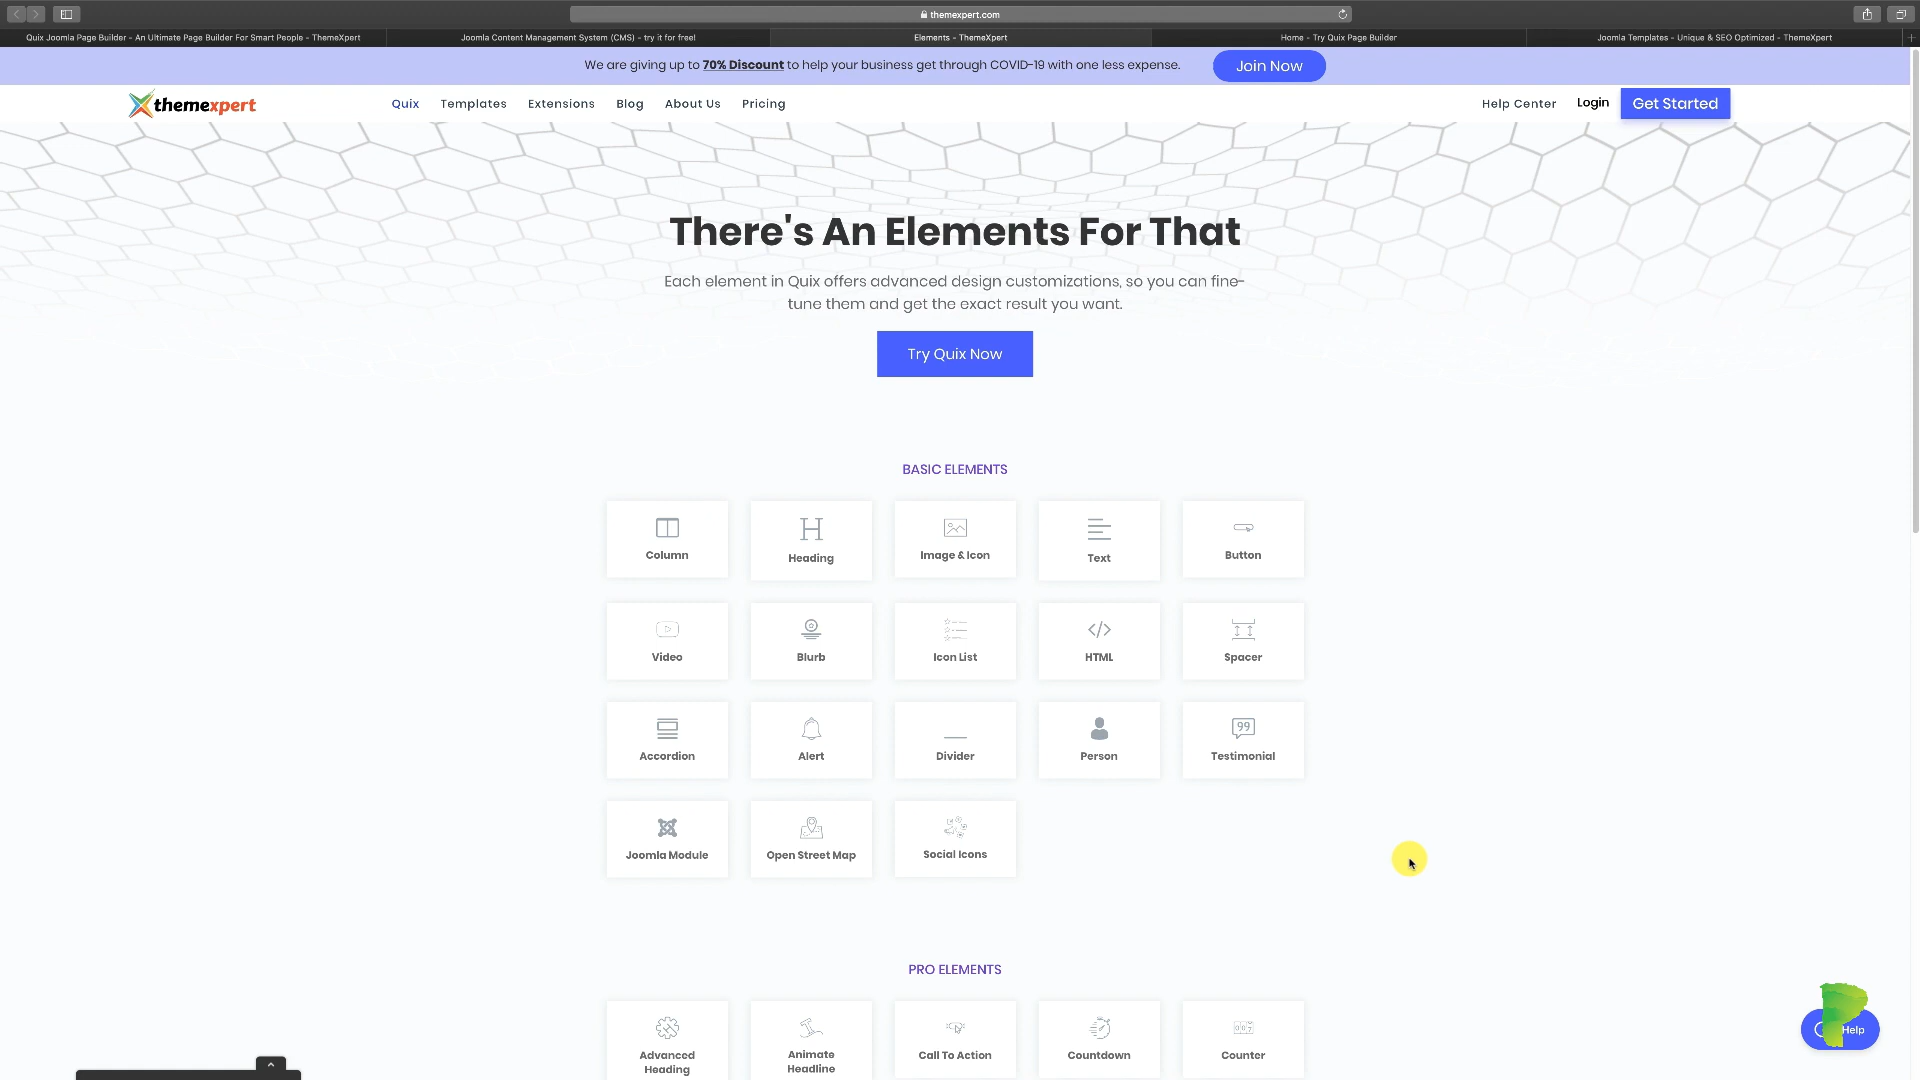 themexpert.com
Quix Joomla Page Builder - An Ultimate Page Builder For Smart People - ThemeXpert
Joomla Content Management System (CMS) - try it for free!
Elements - ThemeXpert
Home - Try Quix Page Builder
Joomla Templates - Unique & SEO Optimized - ThemeXpert
We are giving up to 70% Discount to help your business get through COVID-19 with one less expense.
Join Now
themexpert
Quix
Templates
Extensions
Blog
About Us
Pricing
Help Center
Login
Get Started
There's An Elements For That
Each element in Quix offers advanced design customizations, so you can fine-
tune them and get the exact result you want.
Try Quix Now
BASIC ELEMENTS
Column
Heading
Image & Icon
Text
Button
Video
Blurb
Icon List
HTML
Spacer
Accordion
Alert
Divider
Person
Testimonial
Joomla Module
Open Street Map
Social Icons
PRO ELEMENTS
Advanced
Heading
Animate
Headline
Call To Action
Countdown
Counter
Help